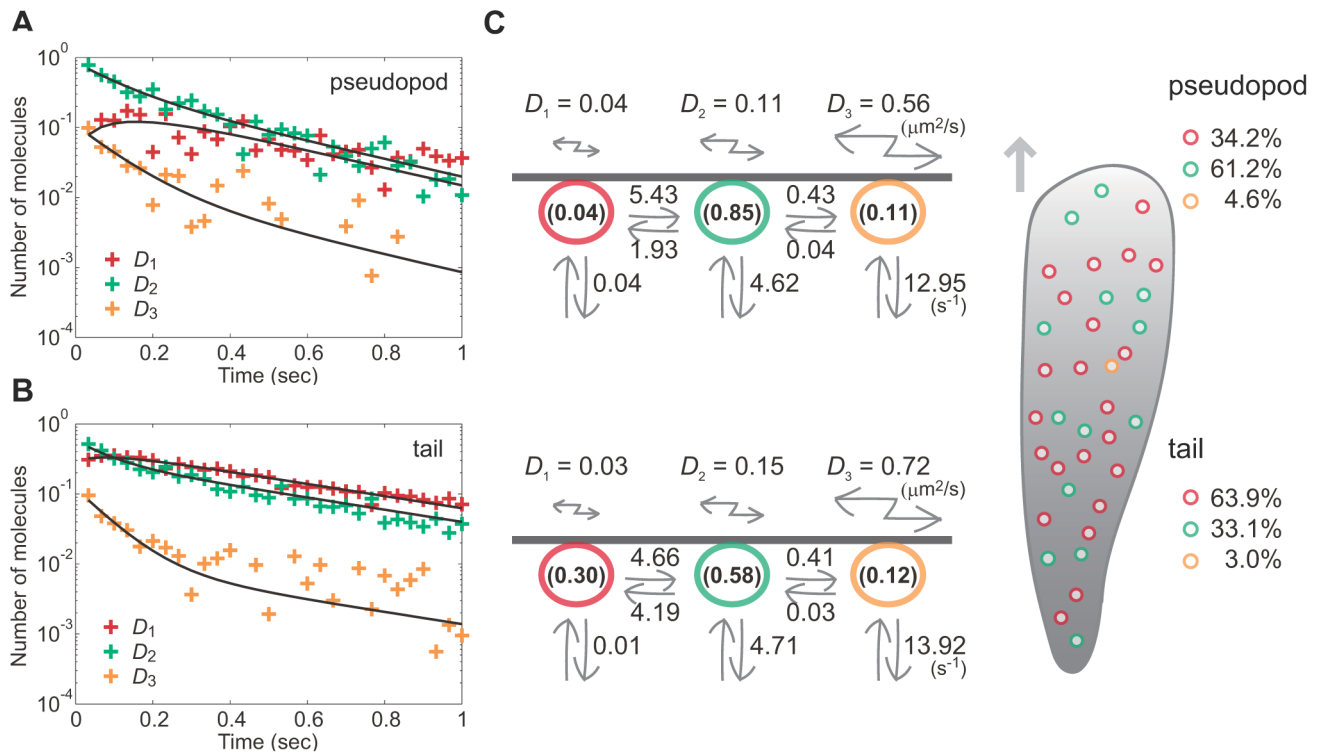 A
pseudopod
Number of molecules
10^0
10^-1
10^-2
10^-3
10^-4
D1
D2
D3
0 0.2 0.4 0.6 0.8 1
Time (sec)
B
tail
Number of molecules
10^0
10^-1
10^-2
10^-3
10^-4
D1
D2
D3
0 0.2 0.4 0.6 0.8 1
Time (sec)
C
D1 = 0.04 D2 = 0.11 D3 = 0.56
(μm2/s)
5.43 0.43
(0.04) (0.85) (0.11)
1.93 0.04
0.04 4.62 12.95
(s-1)
D1 = 0.03 D2 = 0.15 D3 = 0.72
(μm2/s)
4.66 0.41
(0.30) (0.58) (0.12)
4.19 0.03
0.01 4.71 13.92
(s-1)
pseudopod
34.2%
61.2%
4.6%
tail
63.9%
33.1%
3.0%